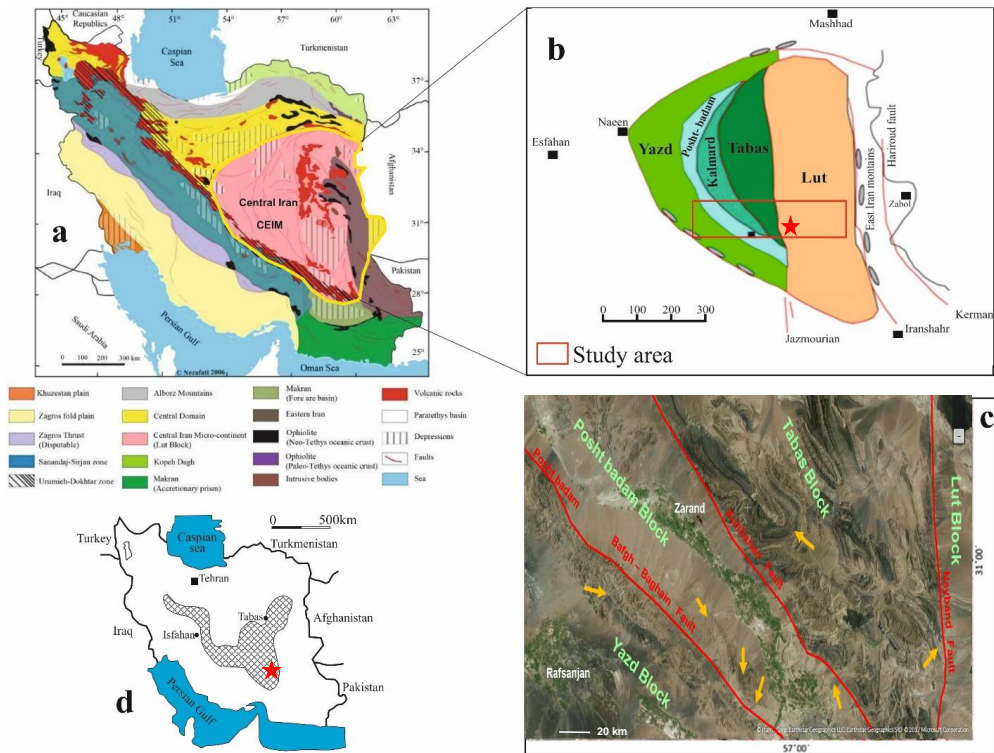 45°
Caucasian
Republics
51°
54°
57°
60°
63°
Turkey
Caspian
Sea
Turkmenistan
37°
34°
31°
28°
25°
Afghanistan
Iraq
Central Iran
CEIM
a
Pakistan
Persian Gulf
Saudi Arabia
0 100 200 300 km
© Nezafati 2006
Oman Sea
Khuzestan plain
Zagros fold plain
Zagros Thrust
(Disputable)
Sanandaj-Sirjan zone
Urumieh-Dokhtar zone
Alborz Mountains
Central Domain
Central Iran Micro-continent
(Lut Block)
Kopeh Dagh
Makran
(Accretionary prism)
Makran
(Fore arc basin)
Eastern Iran
Ophiolite
(Neo-Tethys oceanic crust)
Ophiolite
(Paleo-Tethys oceanic crust)
Intrusive bodies
Volcanic rocks
Paratethys basin
Depressions
Faults
Sea
b
Mashhad
Naeen
Esfahan
Yazd
Posht- badam
Kalmard
Tabas
Lut
East Iran montains
Hariroud fault
Zabol
0 100 200 300
Kerman
Iranshahr
Jazmourian
Study area
c
-
Posht badam
Posht badam Block
Zarand
Tabas Block
Lut Block
Kuhbanan Fault
Bafgh - Baghain Fault
Nayband Fault
Yazd Block
Rafsanjan
31°00'
20 km
57°00'
d
0 500km
Caspian
sea
Turkey
Turkmenistan
Tehran
Tabas
Isfahan
Afghanistan
Iraq
Pakistan
Persian Gulf